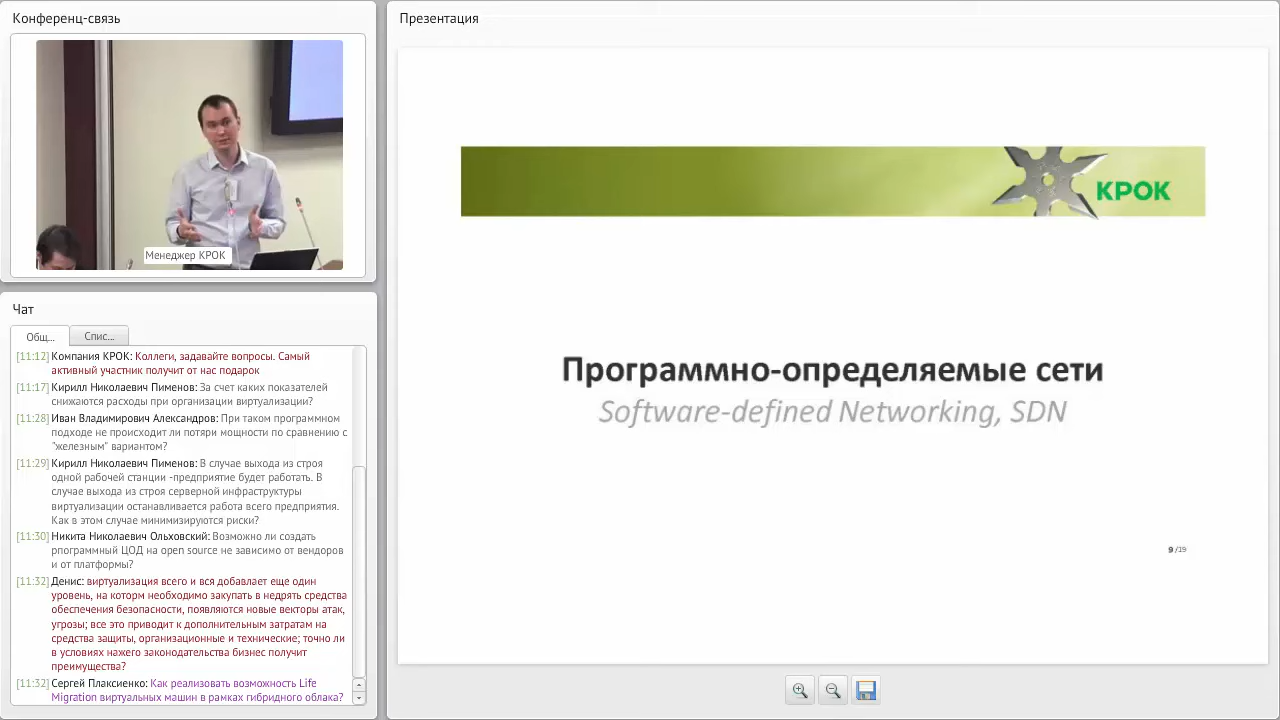 Конференц-связь
Менеджер КРОК
Чат
Общ...
Спис...
[11:12] Компания КРОК: Коллеги, задавайте вопросы. Самый
активный участник получит от нас подарок
[11:17] Кирилл Николаевич Пименов: За счет каких показателей
снижаются расходы при организации виртуализации?
[11:28] Иван Владимирович Александров: При таком программном
подходе не происходит ли потяри мощности по сравнению с
"железным" вариантом?
[11:29] Кирилл Николаевич Пименов: В случае выхода из строя
одной рабочей станции -предприятие будет работать. В
случае выхода из строя серверной инфраструктуры
виртуализации останавливается работа всего предприятия.
Как в этом случае минимизируются риски?
[11:30] Никита Николаевич Ольховский: Возможно ли создать
рпограммный ЦОД на open source не зависимо от вендоров
и от платформы?
[11:32] Денис: виртуализация всего и вся добавлает еще один
уровень, на которм необходимо закупать в недрять средства
обеспечения безопасности, появляются новые векторы атак,
угрозы; все это приводит к дополнительным затратам на
средства защиты, организационные и технические; точно ли
в условиях нажего законодательства бизнес получит
преимущества?
[11:32] Сергей Плаксиенко: Как реализовать возможность Life
Migration виртуальных машин в рамках гибридного облака?
Презентация
КРОК
Программно-определяемые сети
Software-defined Networking, SDN
9 /19